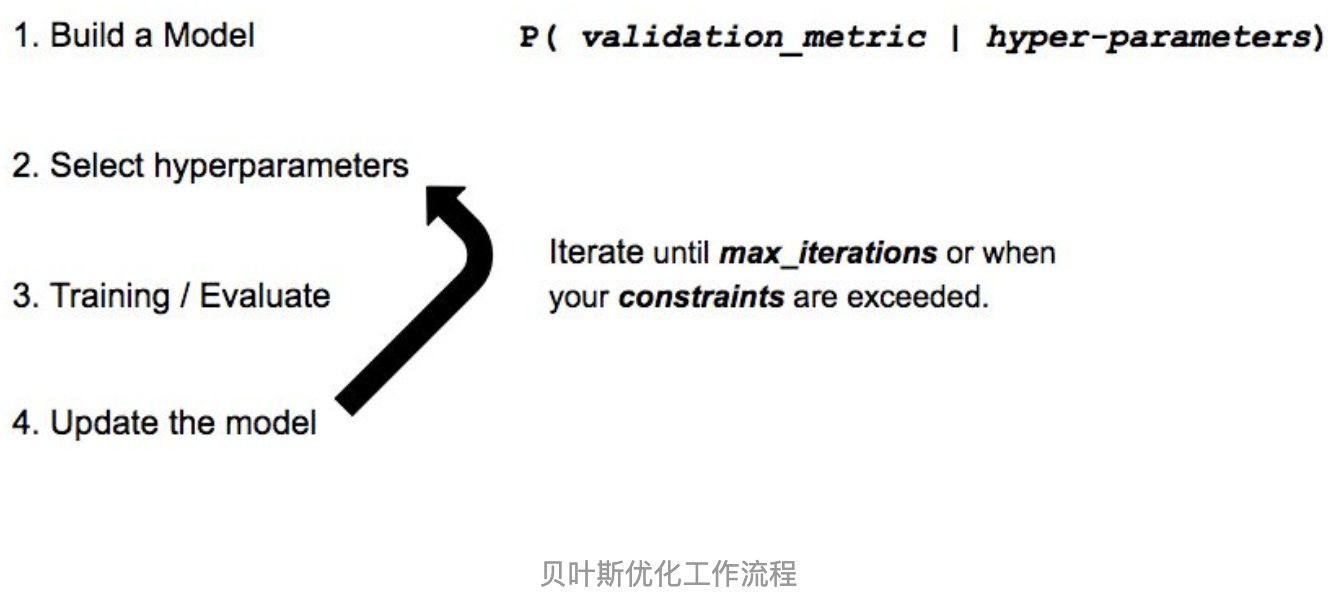 1. Build a Model
P( validation_metric | hyper-parameters)
2. Select hyperparameters
Iterate until max_iterations or when
your constraints are exceeded.
3. Training / Evaluate
4. Update the model
贝叶斯优化工作流程